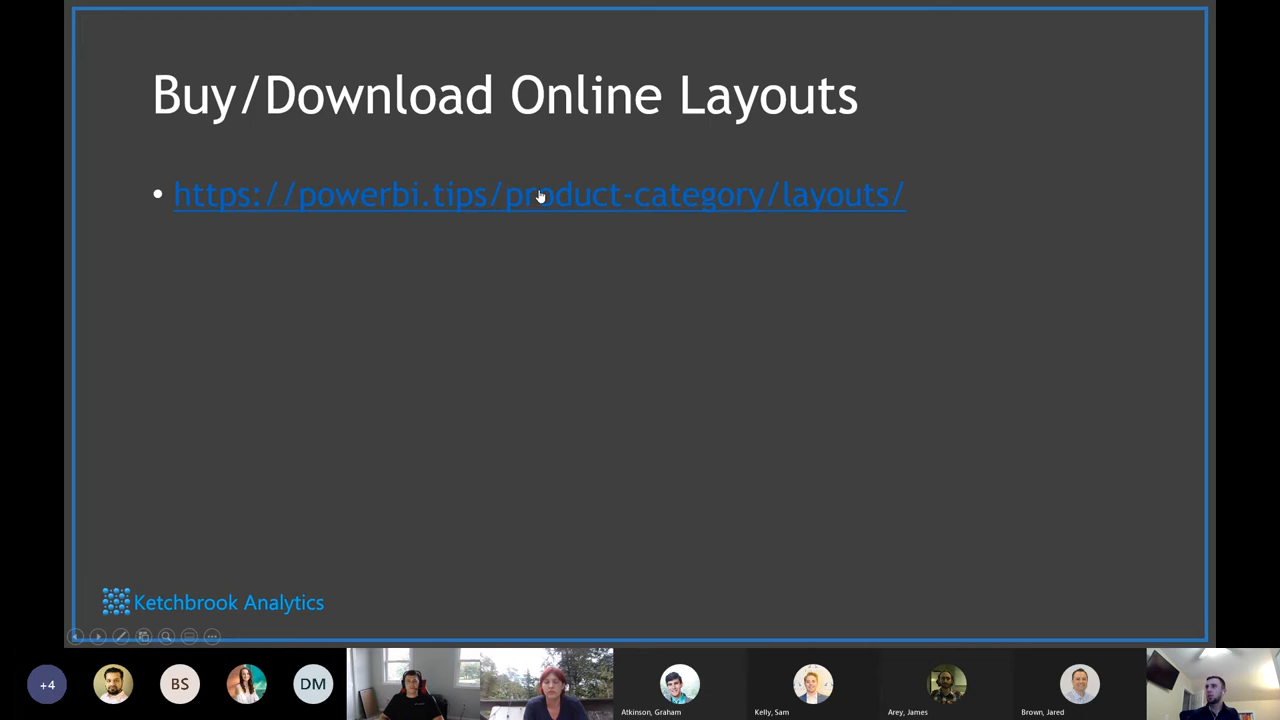 Buy/Download Online Layouts
• https://powerbi.tips/product-category/layouts/
Ketchbrook Analytics
+4
BS
DM
Atkinson, Graham
Kelly, Sam
Arey, James
Brown, Jared